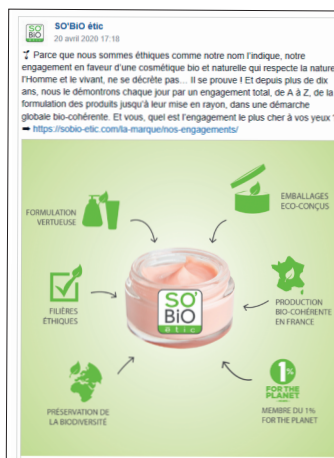 SO'BiO étic
20 avril 2020 17:18
Parce que nous sommes éthiques comme notre nom l'indique, notre
engagement en faveur d'une cosmétique bio et naturelle qui respecte la nature,
l'Homme et le vivant, ne se décrète pas… Il se prouve ! Et depuis plus de dix
ans, nous le démontrons chaque jour par un engagement total, de A à Z, de la
formulation des produits jusqu'à leur mise en rayon, dans une démarche
globale bio-cohérente. Et vous, quel est l'engagement le plus cher à vos yeux ?
➡ https://sobio-etic.com/la-marque/nos-engagements/
FORMULATION
VERTUEUSE
EMBALLAGES
ECO-CONÇUS
FILIÈRES
ÉTHIQUES
SO'
BiO
étic
PRODUCTION
BIO-COHÉRENTE
EN FRANCE
PRÉSERVATION DE
LA BIODIVERSITÉ
1%
FOR THE
PLANET
MEMBRE DU 1%
FOR THE PLANET